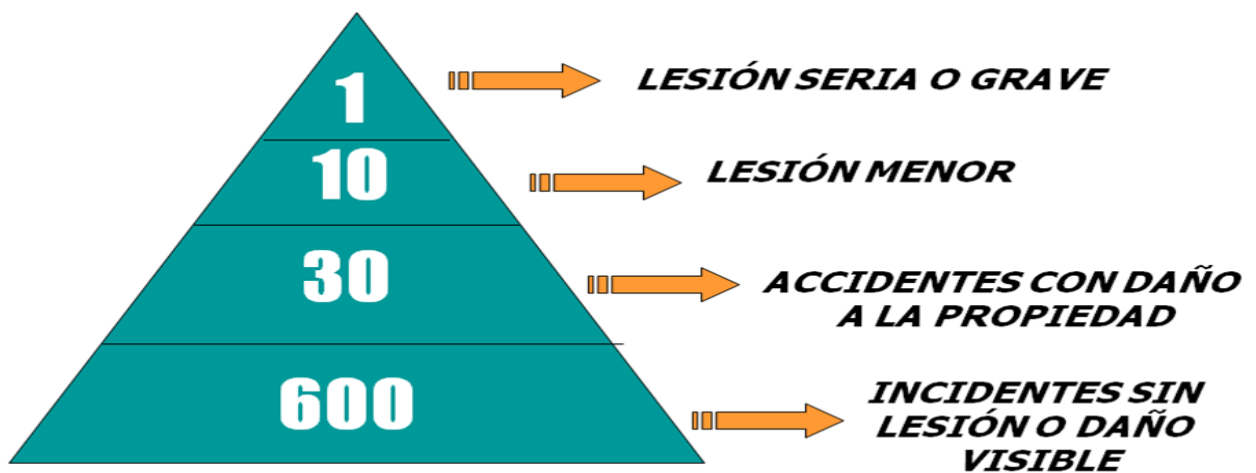 1
LESIÓN SERIA O GRAVE
10
LESIÓN MENOR
30
ACCIDENTES CON DAÑO
A LA PROPIEDAD
600
INCIDENTES SIN
LESIÓN O DAÑO
VISIBLE